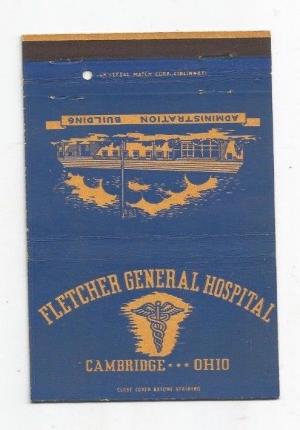 UNIVERSAL MATCH CORP., CINCINNATI
ADMINISTRATION
BUILDING
FLETCHER GENERAL HOSPITAL
CAMBRIDGE *** OHIO
CLOSE COVER BEFORE STRIKING